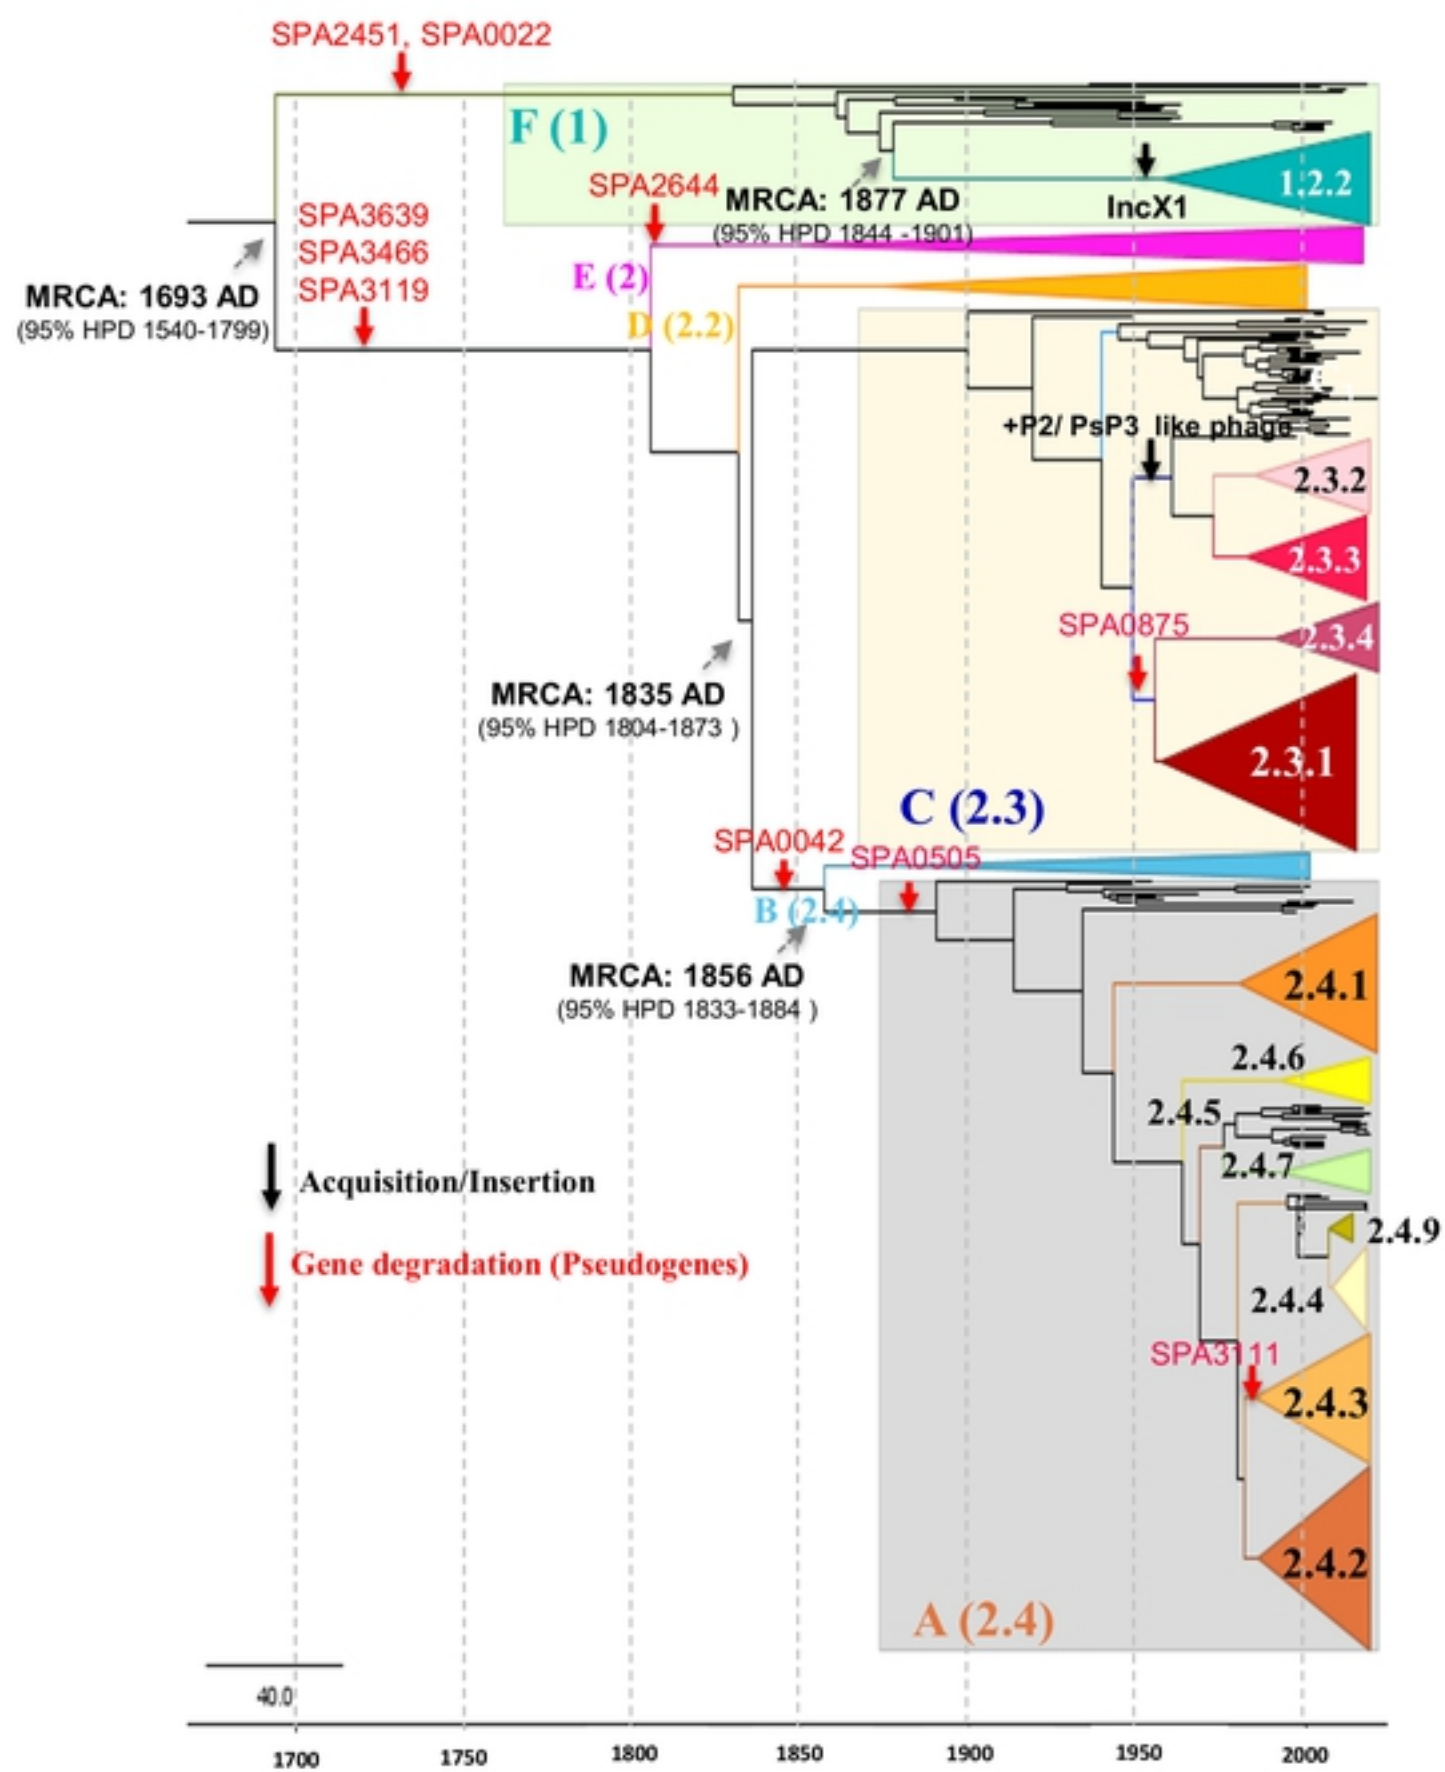 SPA2451, SPA0022
F (1)
SPA2644
MRCA: 1877 AD
(95% HPD 1844 -1901)
IncX1
1.2.2
SPA3639
SPA3466
SPA3119
MRCA: 1693 AD
(95% HPD 1540-1799)
E (2)
D (2.2)
+P2/ PsP3 like phage
2.3.2
2.3.3
SPA0875
2.3.4
MRCA: 1835 AD
(95% HPD 1804-1873 )
2.3.1
C (2.3)
SPA0042
SPA0505
B (2.4)
MRCA: 1856 AD
(95% HPD 1833-1884 )
2.4.1
2.4.6
2.4.5
2.4.7
Acquisition/Insertion
2.4.9
Gene degradation (Pseudogenes)
2.4.4
SPA3111
2.4.3
2.4.2
A (2.4)
40.0
1700 1750 1800 1850 1900 1950 2000